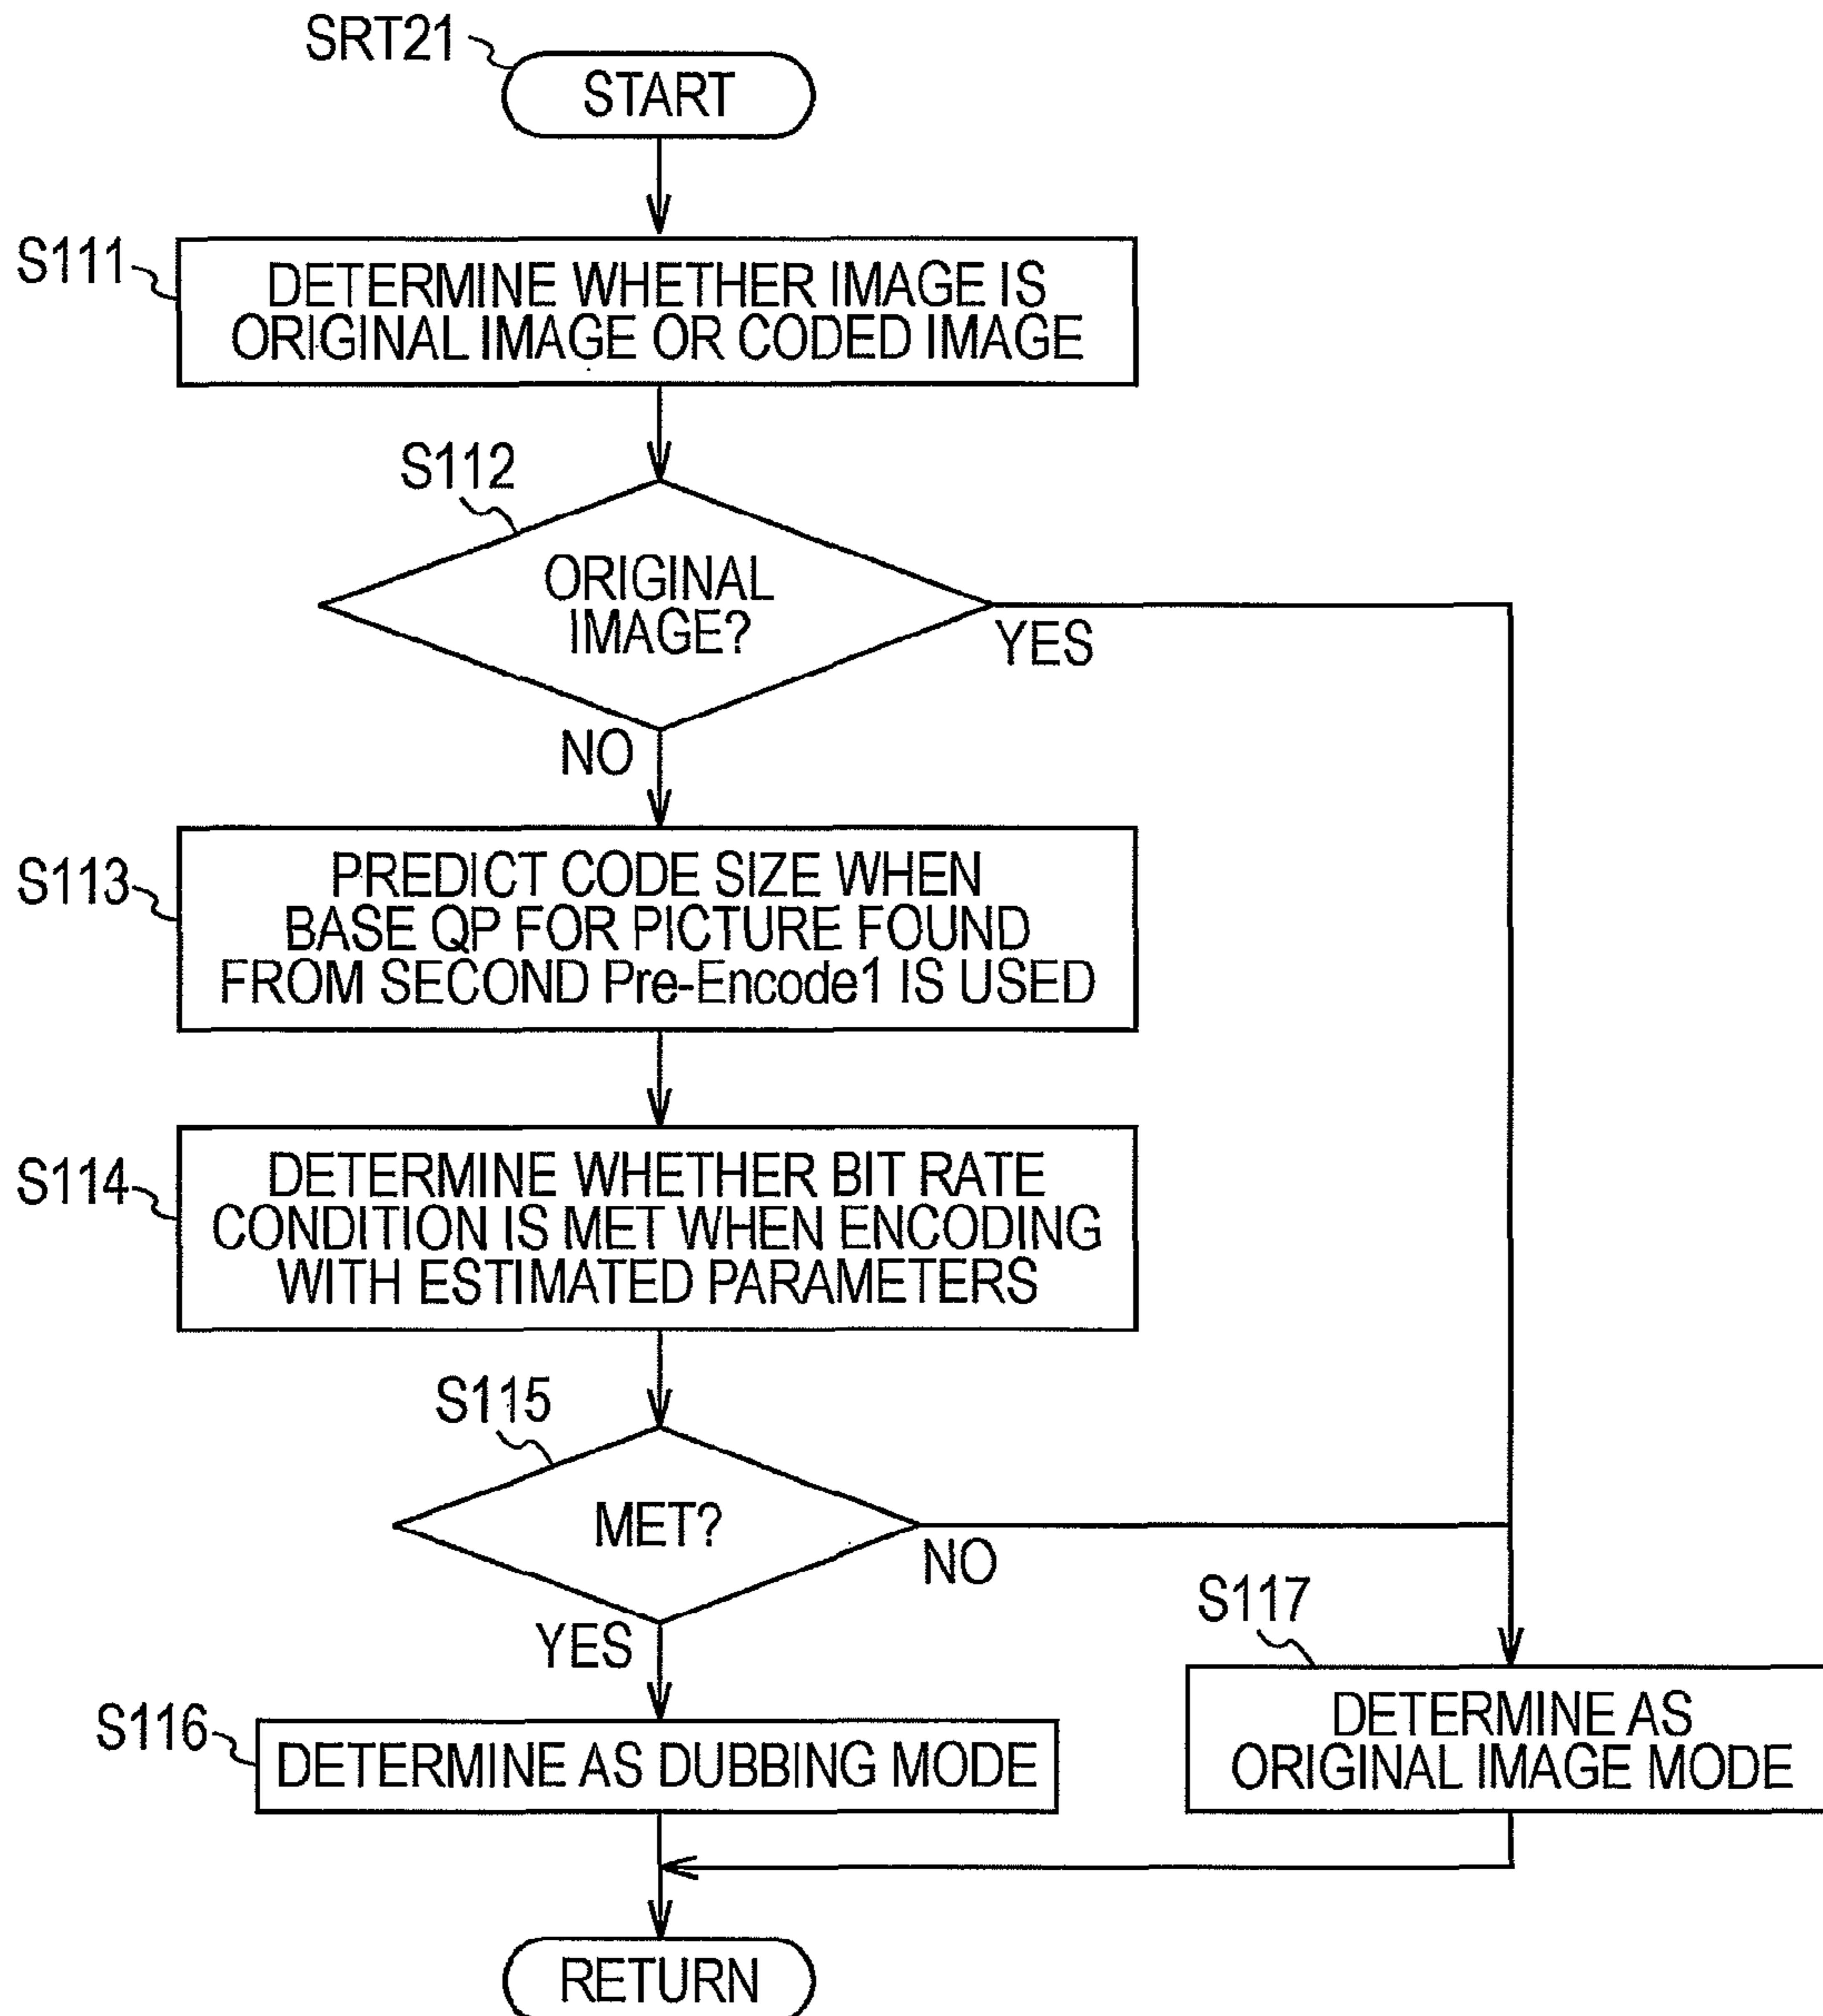 SRT21
START
S111
DETERMINE WHETHER IMAGE IS
ORIGINAL IMAGE OR CODED IMAGE
S112
ORIGINAL
IMAGE?
YES
NO
S113
PREDICT CODE SIZE WHEN
BASE QP FOR PICTURE FOUND
FROM SECOND Pre-Encode1 IS USED
S114
DETERMINE WHETHER BIT RATE
CONDITION IS MET WHEN ENCODING
WITH ESTIMATED PARAMETERS
S115
MET?
NO
YES
S117
S116
DETERMINE AS DUBBING MODE
DETERMINE AS
ORIGINAL IMAGE MODE
RETURN